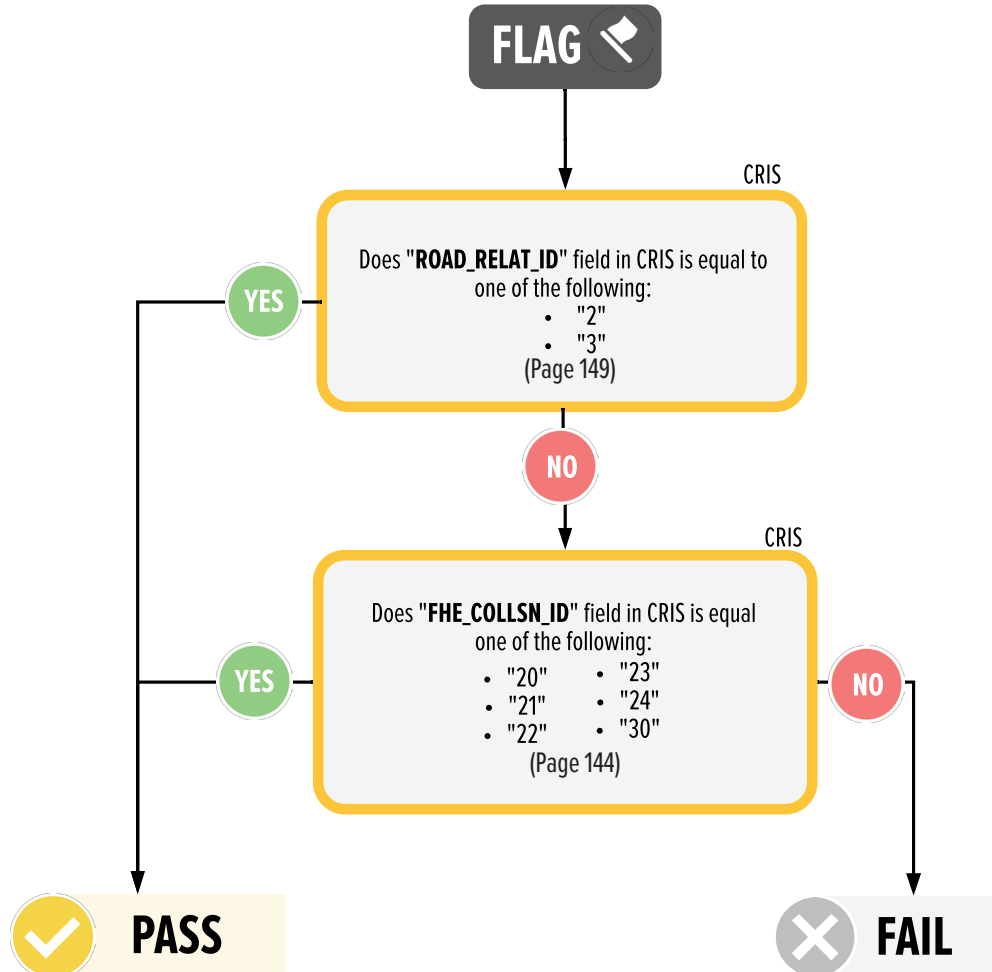 FLAG
CRIS
Does "ROAD_RELAT_ID" field in CRIS is equal to
one of the following:
• "2"
• "3"
(Page 149)
YES
NO
CRIS
Does "FHE_COLLSN_ID" field in CRIS is equal
one of the following:
• "20"
• "21"
• "22"
• "23"
• "24"
• "30"
(Page 144)
YES
NO
PASS
FAIL